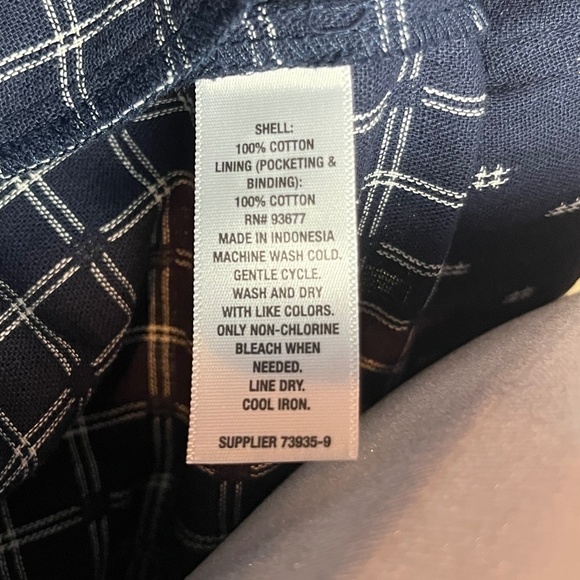 SHELL:
100% COTTON
LINING (POCKETING &
BINDING):
100% COTTON
RN# 93677
MADE IN INDONESIA
MACHINE WASH COLD.
GENTLE CYCLE.
WASH AND DRY
WITH LIKE COLORS.
ONLY NON-CHLORINE
BLEACH WHEN
NEEDED.
LINE DRY.
COOL IRON.
SUPPLIER 73935-9